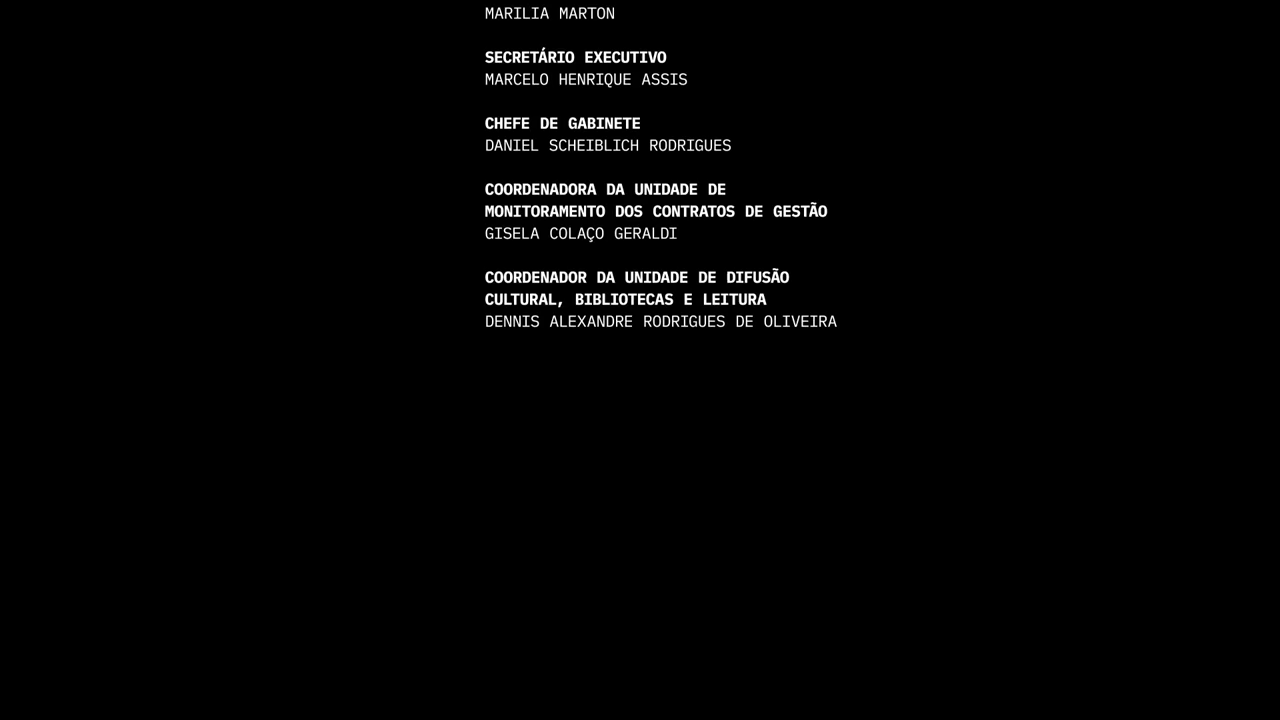 MARILIA MARTON
SECRETÁRIO EXECUTIVO
MARCELO HENRIQUE ASSIS
CHEFE DE GABINETE
DANIEL SCHEIBLICH RODRIGUES
COORDENADORA DA UNIDADE DE
MONITORAMENTO DOS CONTRATOS DE GESTÃO
GISELA COLAÇO GERALDI
COORDENADOR DA UNIDADE DE DIFUSÃO
CULTURAL, BIBLIOTECAS E LEITURA
DENNIS ALEXANDRE RODRIGUES DE OLIVEIRA